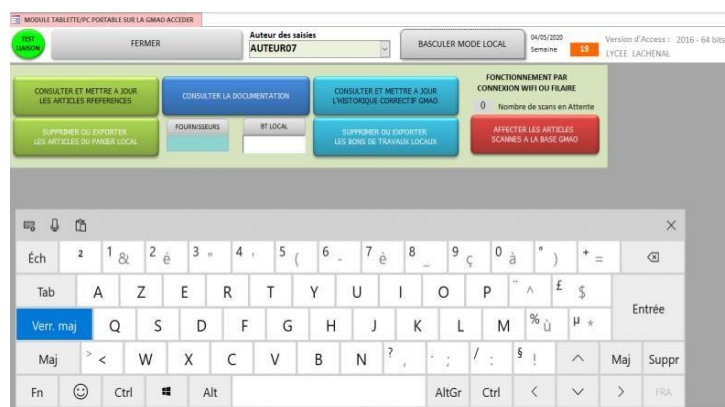 MODULE TABLETTE/PC PORTABLE SUR LA GMAO ACCEDER
TEST LIAISON
FERMER
Auteur des saisies
AUTEUR07
BASCULER MODE LOCAL
04/05/2020
Semaine 19
Version d'Access : 2016 - 64 bits
LYCEE LACHENAL
CONSULTER ET METTRE A JOUR
LES ARTICLES REFERENCES
CONSULTER LA DOCUMENTATION
CONSULTER ET METTRE A JOUR
L'HISTORIQUE CORRECTIF GMAO
FONCTIONNEMENT PAR
CONNEXION WIFI OU FILAIRE
0 Nombre de scans en Attente
SUPPRIMER OU EXPORTER
LES ARTICLES DU PANIER LOCAL
FOURNISSEURS
BT LOCAL
SUPPRIMER OU EXPORTER
LES BONS DE TRAVAUX LOCAUX
AFFECTER LES ARTICLES
SCANNES A LA BASE GMAO
Éch ² 1 & 2 é 3 " 4 ' 5 ( 6 - 7 è 8 _ 9 ç 0 à ° ) + =
Tab A Z E R T Y U I O P ¨ ^ £ $ Entrée
Verr. maj Q S D F G H J K L M % ù µ *
Maj > < W X C V B N ? , . ; / : § ! Maj Suppr
Fn Ctrl Alt AltGr Ctrl FRA